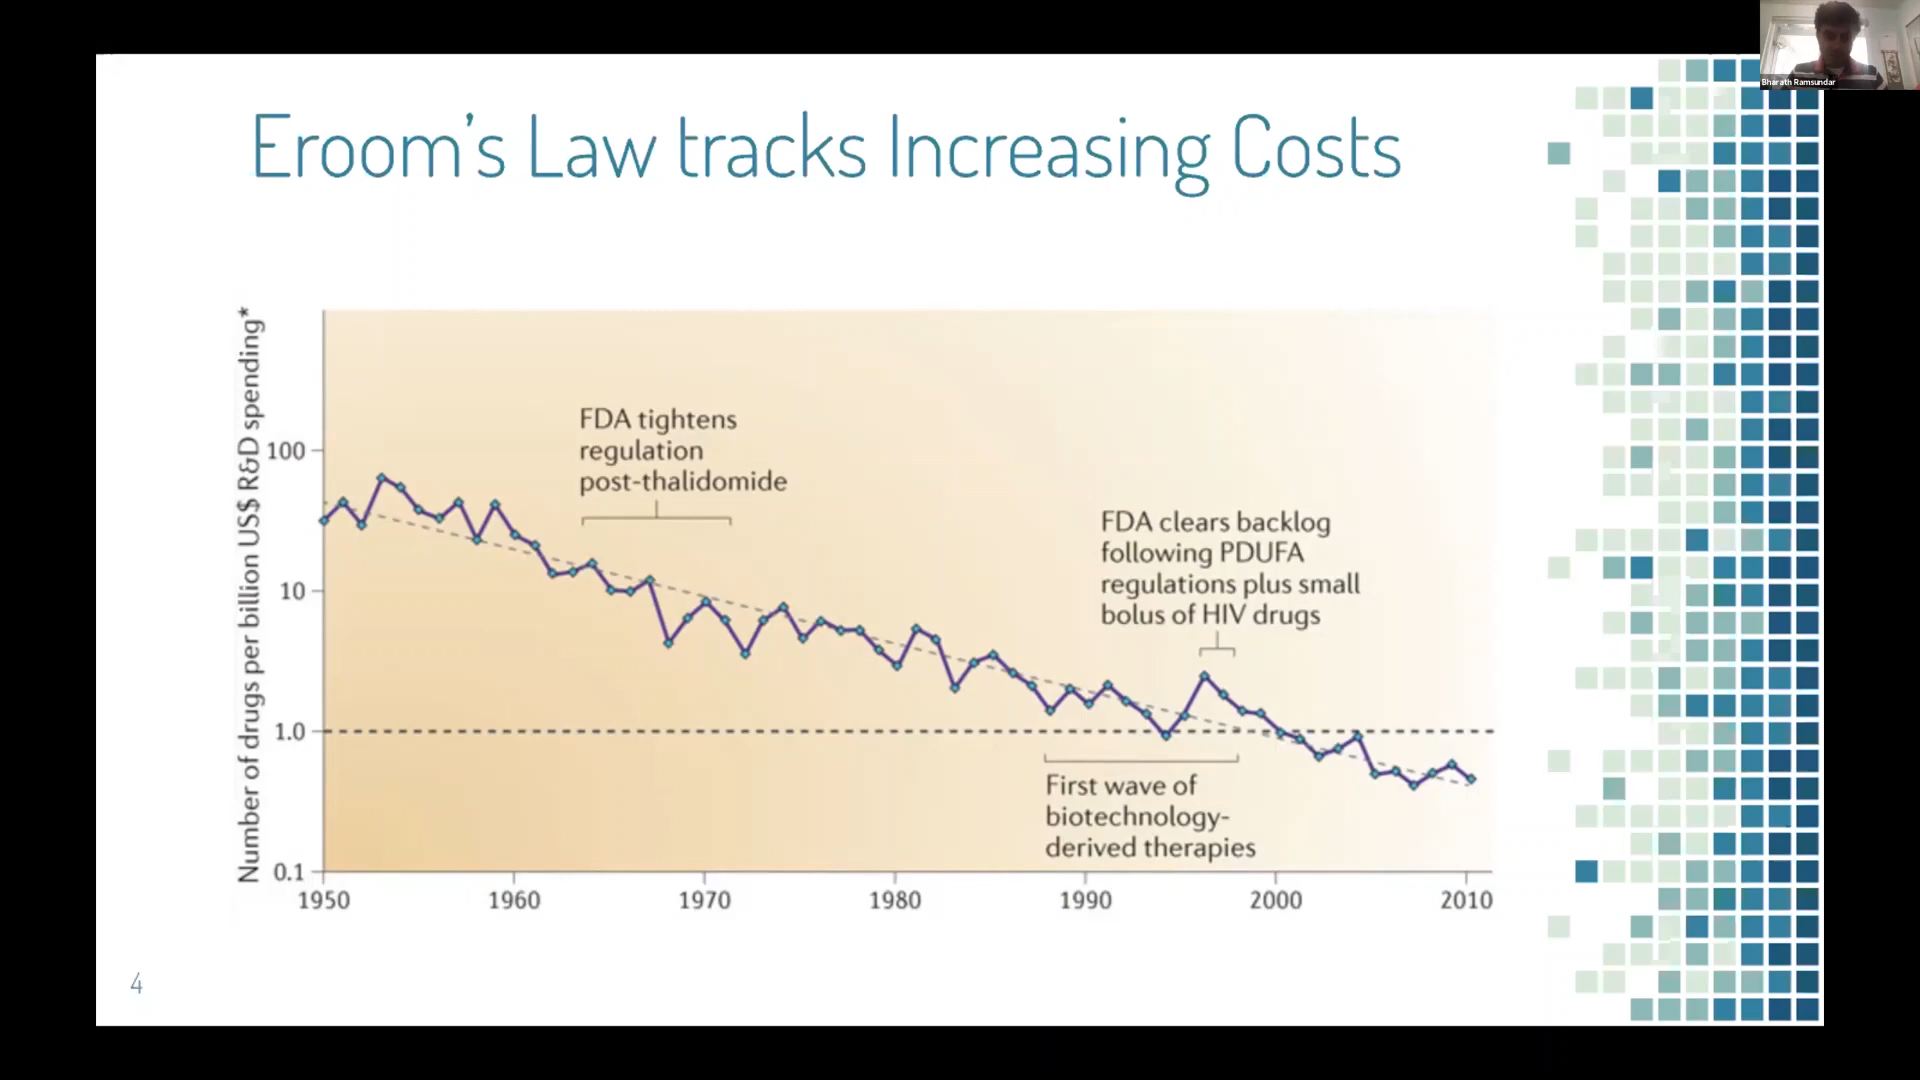 Bharath Ramsundar
Eroom's Law tracks Increasing Costs
Number of drugs per billion US$ R&D spending*
100
10
1.0
0.1
FDA tightens
regulation
post-thalidomide
FDA clears backlog
following PDUFA
regulations plus small
bolus of HIV drugs
First wave of
biotechnology-
derived therapies
1950 1960 1970 1980 1990 2000 2010
4